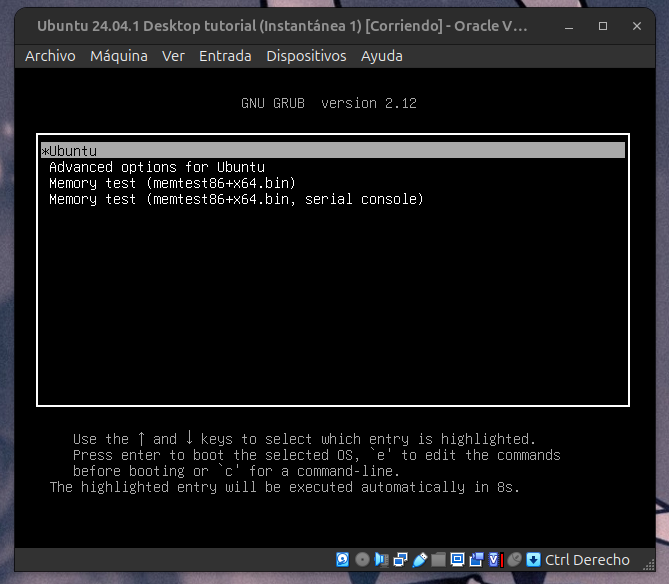 Ubuntu 24.04.1 Desktop tutorial (Instantánea 1) [Corriendo] - Oracle V...
Archivo Máquina Ver Entrada Dispositivos Ayuda
GNU GRUB version 2.12
*Ubuntu
Advanced options for Ubuntu
Memory test (memtest86+x64.bin)
Memory test (memtest86+x64.bin, serial console)
Use the ↑ and ↓ keys to select which entry is highlighted.
Press enter to boot the selected OS, `e' to edit the commands
before booting or `c' for a command-line.
The highlighted entry will be executed automatically in 8s.
Ctrl Derecho